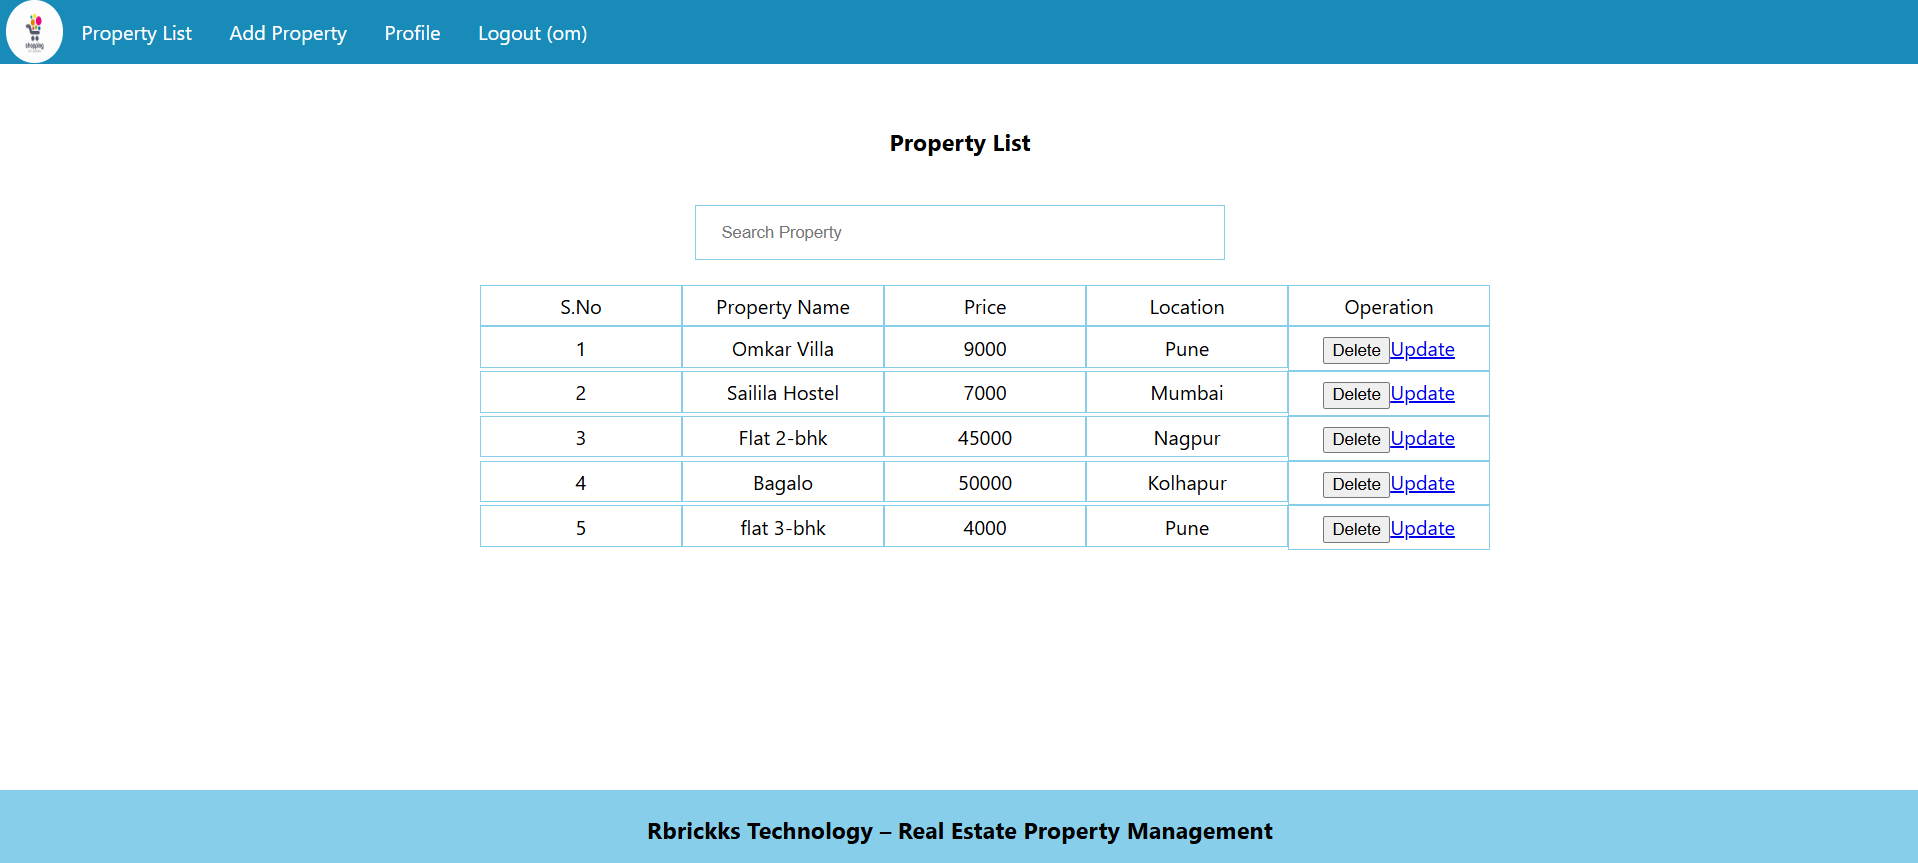 shopping
Property List Add Property Profile Logout (om)
Property List
Search Property
S.No Property Name Price Location Operation
1 Omkar Villa 9000 Pune Delete Update
2 Sailila Hostel 7000 Mumbai Delete Update
3 Flat 2-bhk 45000 Nagpur Delete Update
4 Bagalo 50000 Kolhapur Delete Update
5 flat 3-bhk 4000 Pune Delete Update
Rbrickks Technology – Real Estate Property Management